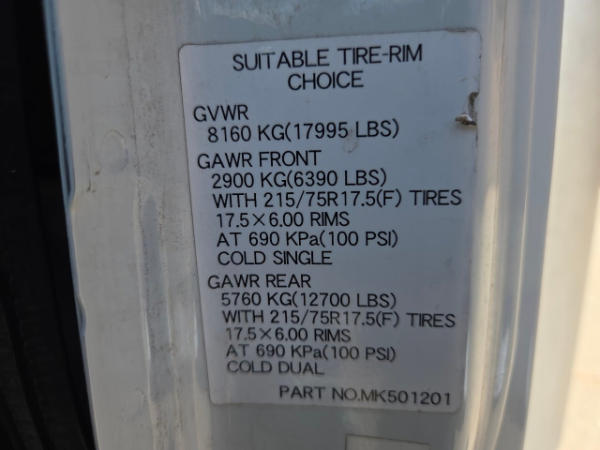 SUITABLE TIRE-RIM
CHOICE
GVWR
8160 KG(17995 LBS)
GAWR FRONT
2900 KG(6390 LBS)
WITH 215/75R17.5(F) TIRES
17.5×6.00 RIMS
AT 690 KPa(100 PSI)
COLD SINGLE
GAWR REAR
5760 KG(12700 LBS)
WITH 215/75R17.5(F) TIRES
17.5×6.00 RIMS
AT 690 KPa(100 PSI)
COLD DUAL
PART NO.MK501201